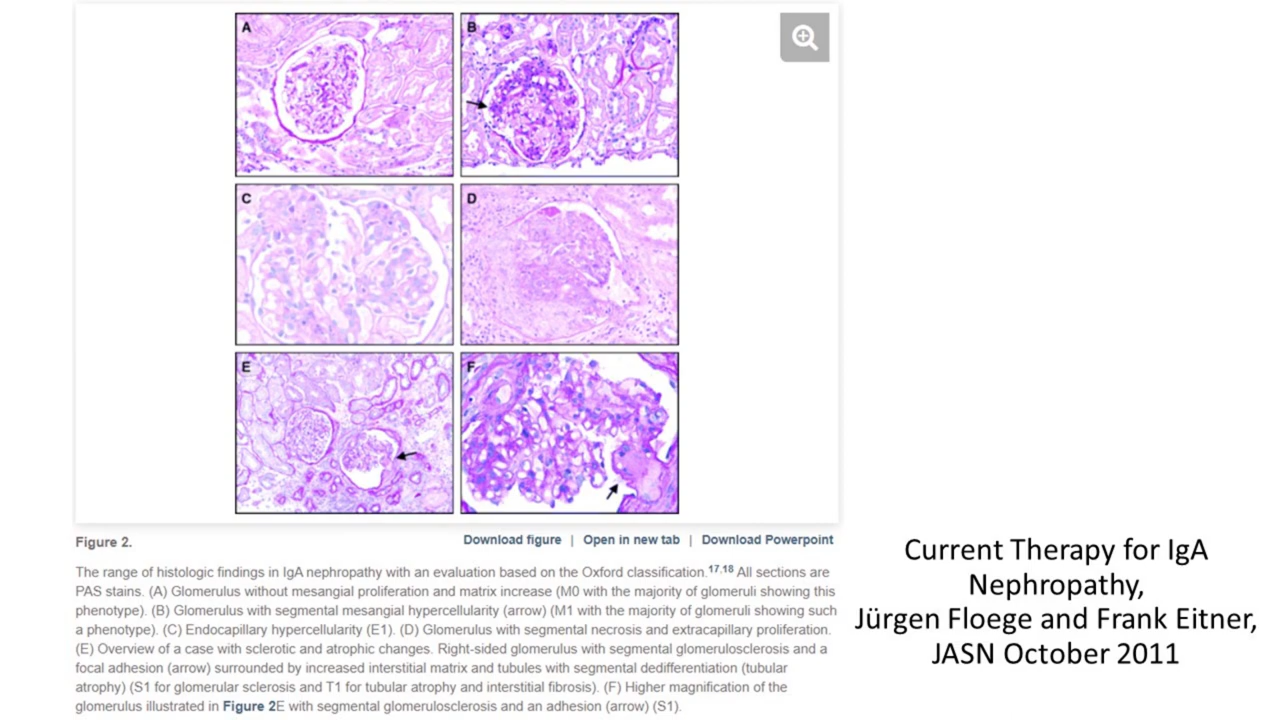 A
B
C
D
E
F
Figure 2.
Download figure | Open in new tab | Download Powerpoint
The range of histologic findings in IgA nephropathy with an evaluation based on the Oxford classification.17,18 All sections are
PAS stains. (A) Glomerulus without mesangial proliferation and matrix increase (M0 with the majority of glomeruli showing this
phenotype). (B) Glomerulus with segmental mesangial hypercellularity (arrow) (M1 with the majority of glomeruli showing such
a phenotype). (C) Endocapillary hypercellularity (E1). (D) Glomerulus with segmental necrosis and extracapillary proliferation.
(E) Overview of a case with sclerotic and atrophic changes. Right-sided glomerulus with segmental glomerulosclerosis and a
focal adhesion (arrow) surrounded by increased interstitial matrix and tubules with segmental dedifferentiation (tubular
atrophy) (S1 for glomerular sclerosis and T1 for tubular atrophy and interstitial fibrosis). (F) Higher magnification of the
glomerulus illustrated in Figure 2E with segmental glomerulosclerosis and an adhesion (arrow) (S1).
Current Therapy for IgA
Nephropathy,
Jürgen Floege and Frank Eitner,
JASN October 2011